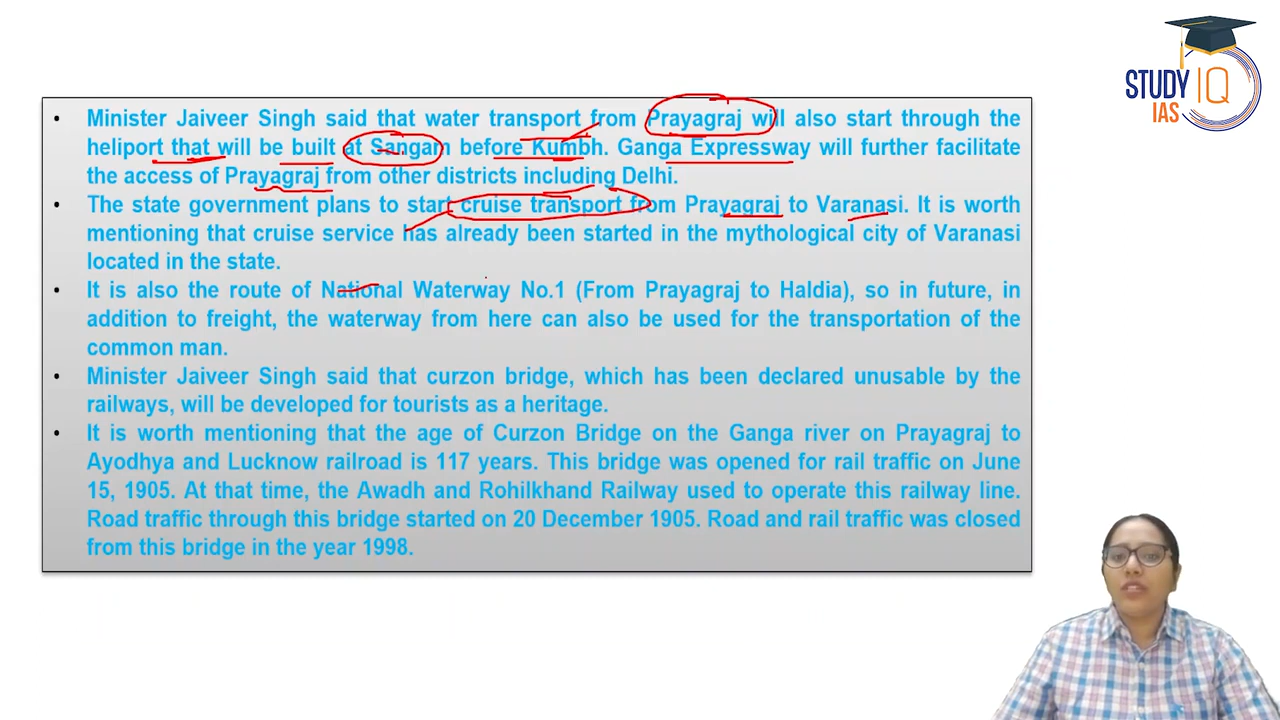 STUDY IQ
IAS
• Minister Jaiveer Singh said that water transport from Prayagraj will also start through the
heliport that will be built at Sangam before Kumbh. Ganga Expressway will further facilitate
the access of Prayagraj from other districts including Delhi.
• The state government plans to start cruise transport from Prayagraj to Varanasi. It is worth
mentioning that cruise service has already been started in the mythological city of Varanasi
located in the state.
• It is also the route of National Waterway No.1 (From Prayagraj to Haldia), so in future, in
addition to freight, the waterway from here can also be used for the transportation of the
common man.
• Minister Jaiveer Singh said that curzon bridge, which has been declared unusable by the
railways, will be developed for tourists as a heritage.
• It is worth mentioning that the age of Curzon Bridge on the Ganga river on Prayagraj to
Ayodhya and Lucknow railroad is 117 years. This bridge was opened for rail traffic on June
15, 1905. At that time, the Awadh and Rohilkhand Railway used to operate this railway line.
Road traffic through this bridge started on 20 December 1905. Road and rail traffic was closed
from this bridge in the year 1998.